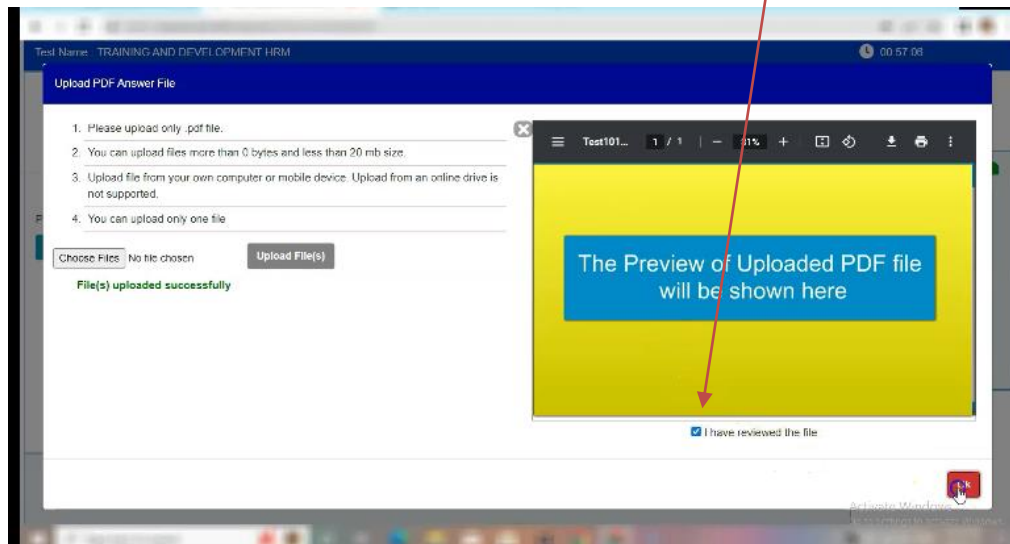 Test Name : TRAINING AND DEVELOPMENT HRM
00:57:06
Upload PDF Answer File
1. Please upload only .pdf file.
2. You can upload files more than 0 bytes and less than 20 mb size.
3. Upload file from your own computer or mobile device. Upload from an online drive is
not supported.
4. You can upload only one file
Choose Files No file chosen
Upload File(s)
File(s) uploaded successfully
Test101... 1 / 1 | − 31% +
The Preview of Uploaded PDF file
will be shown here
I have reviewed the file
Activate Windows